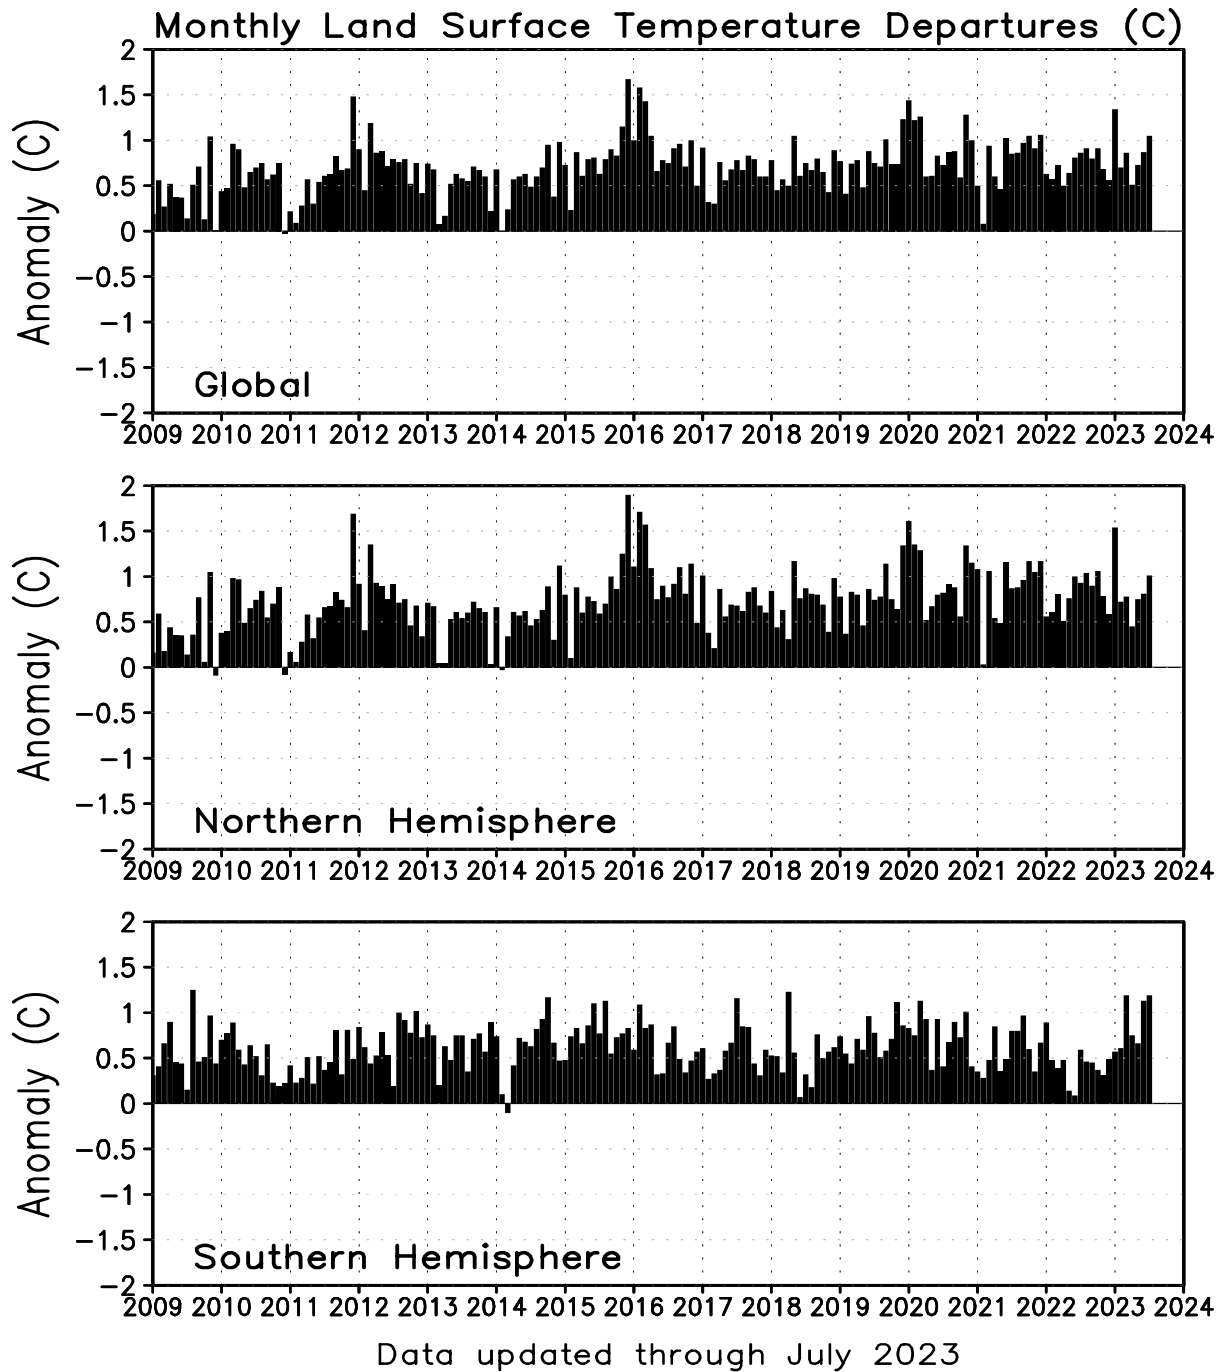 Monthly Land Surface Temperature Departures (C)
2
1.5
1
0.5
0
−0.5
−1
−1.5
−2
Anomaly (C)
Global
2009 2010 2011 2012 2013 2014 2015 2016 2017 2018 2019 2020 2021 2022 2023 2024
2
1.5
1
0.5
0
−0.5
−1
−1.5
−2
Anomaly (C)
Northern Hemisphere
2009 2010 2011 2012 2013 2014 2015 2016 2017 2018 2019 2020 2021 2022 2023 2024
2
1.5
1
0.5
0
−0.5
−1
−1.5
−2
Anomaly (C)
Southern Hemisphere
2009 2010 2011 2012 2013 2014 2015 2016 2017 2018 2019 2020 2021 2022 2023 2024
Data updated through July 2023